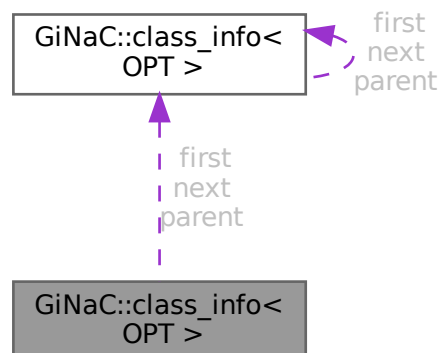 GiNaC::class_info<
OPT >
first
next
parent
first
next
parent
GiNaC::class_info<
OPT >